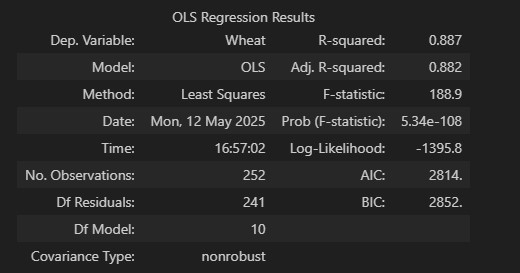 OLS Regression Results
Dep. Variable: Wheat R-squared: 0.887
Model: OLS Adj. R-squared: 0.882
Method: Least Squares F-statistic: 188.9
Date: Mon, 12 May 2025 Prob (F-statistic): 5.34e-108
Time: 16:57:02 Log-Likelihood: -1395.8
No. Observations: 252 AIC: 2814.
Df Residuals: 241 BIC: 2852.
Df Model: 10
Covariance Type: nonrobust